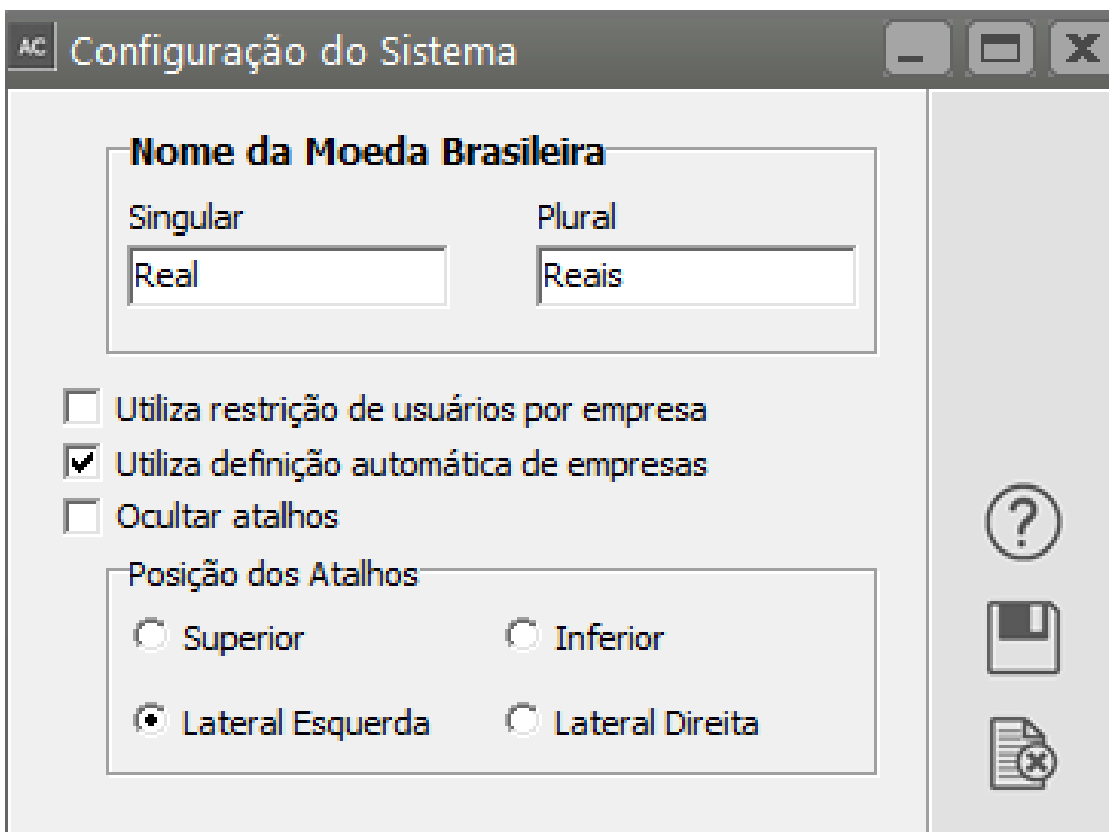 AC Configuração do Sistema
Nome da Moeda Brasileira
Singular Plural
Real Reais
Utiliza restrição de usuários por empresa
Utiliza definição automática de empresas
Ocultar atalhos
Posição dos Atalhos
Superior Inferior
Lateral Esquerda Lateral Direita
?